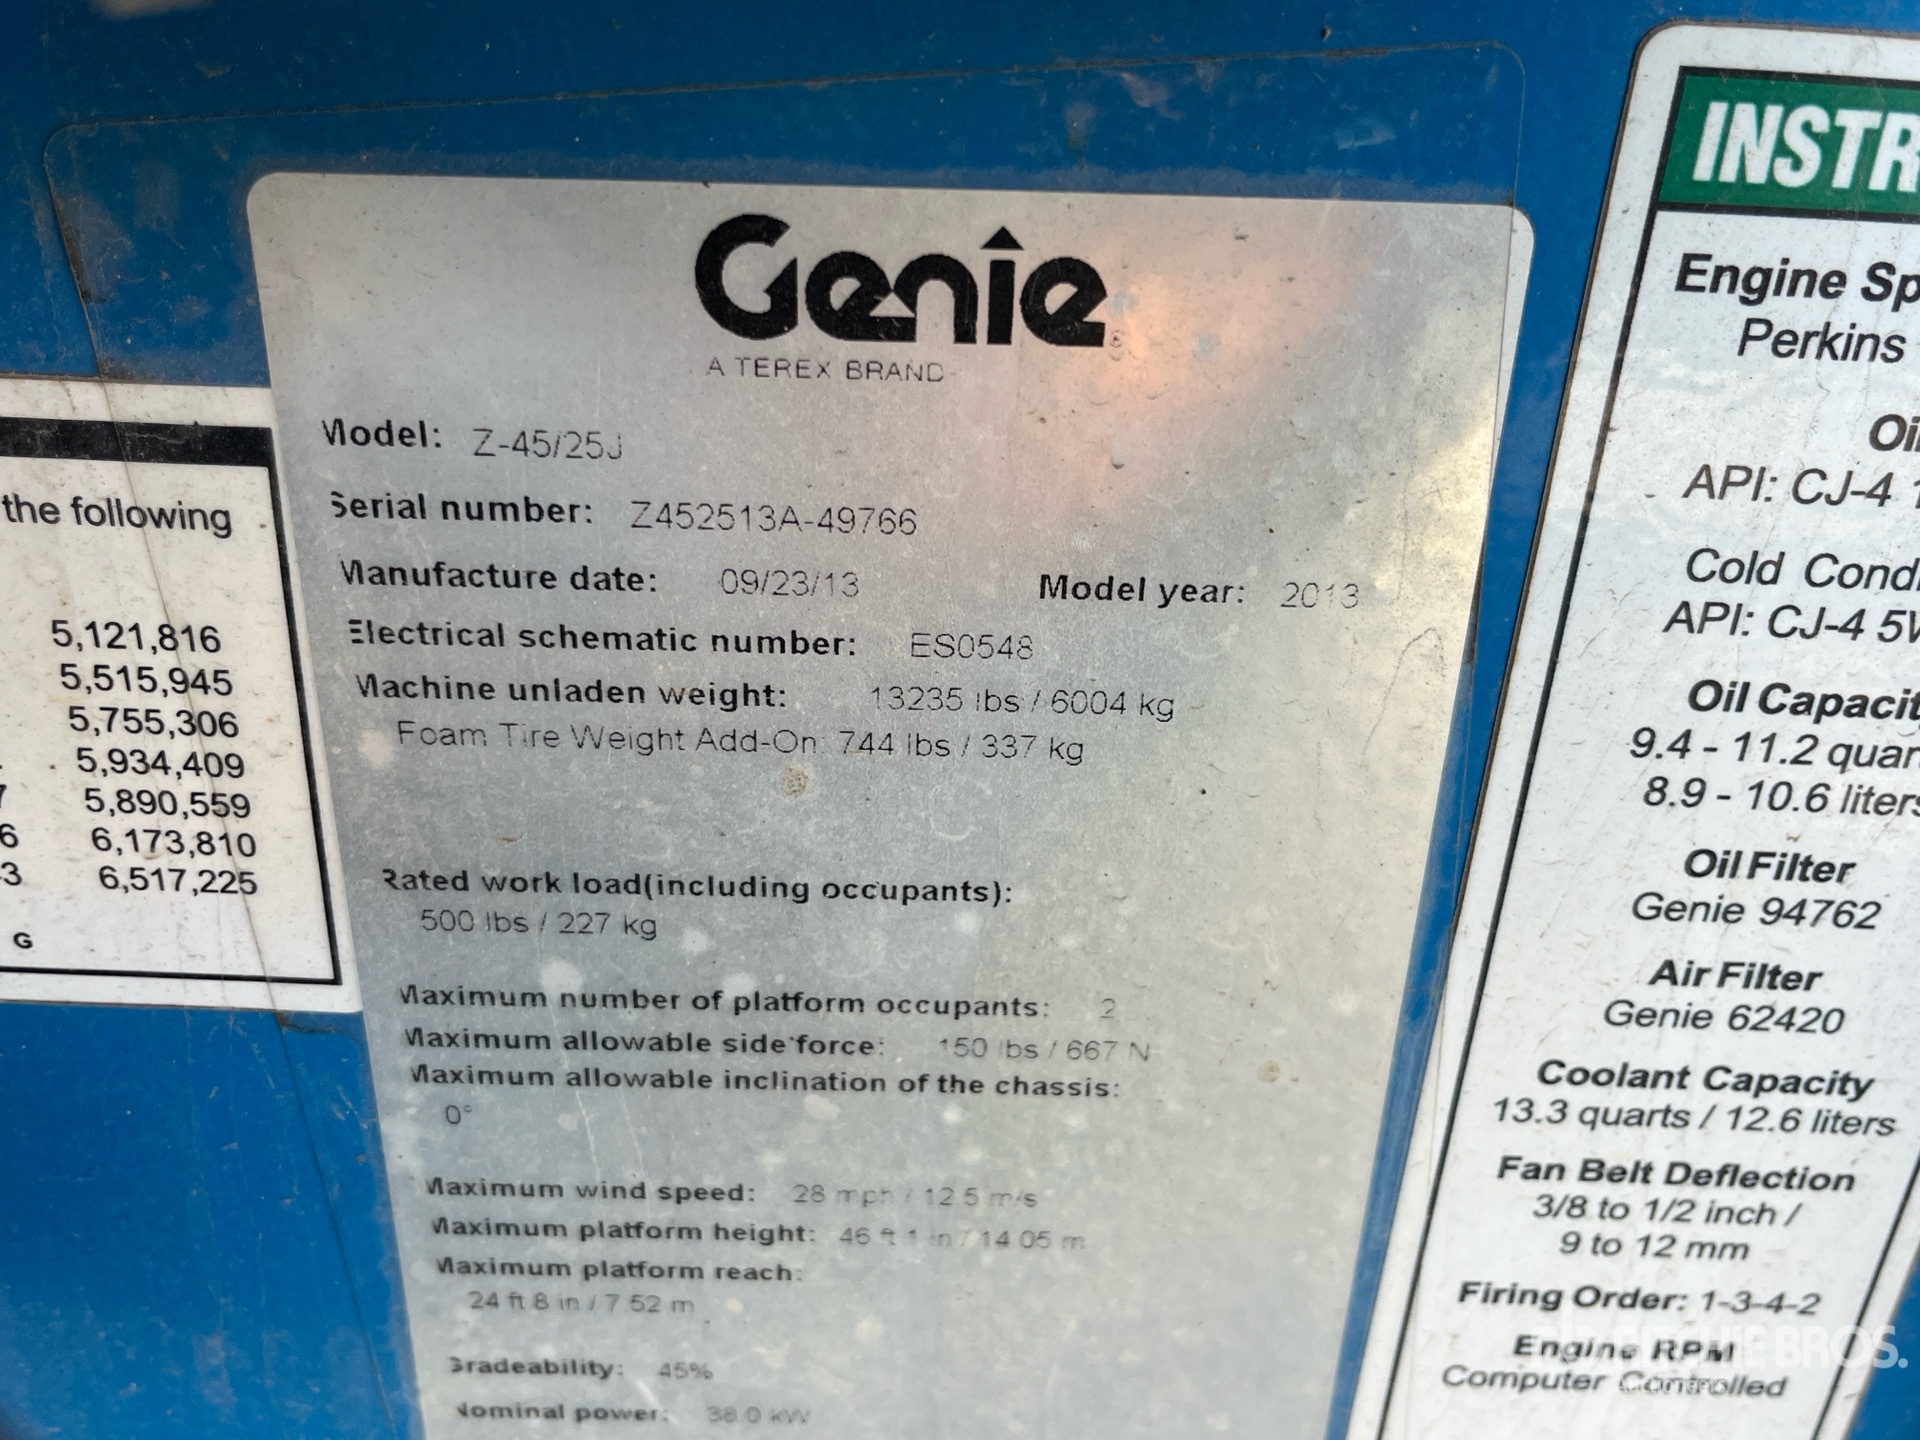 the following
5,121,816
5,515,945
5,755,306
5,934,409
7 5,890,559
6 6,173,810
3 6,517,225
G
Genie
A TEREX BRAND
Model: Z-45/25J
Serial number: Z452513A-49766
Manufacture date: 09/23/13 Model year: 2013
Electrical schematic number: ES0548
Machine unladen weight: 13235 lbs / 6004 kg
Foam Tire Weight Add-On: 744 lbs / 337 kg
Rated work load(including occupants):
500 lbs / 227 kg
Maximum number of platform occupants: 2
Maximum allowable side force: 150 lbs / 667 N
Maximum allowable inclination of the chassis:
0°
Maximum wind speed: 28 mph / 12.5 m/s
Maximum platform height: 46 ft 1 in / 14.05 m
Maximum platform reach:
24 ft 8 in / 7.52 m
Gradeability: 45%
Nominal power: 38.0 kW
INSTR
Engine Sp
Perkins
Oi
API: CJ-4 1
Cold Condi
API: CJ-4 5W
Oil Capacit
9.4 - 11.2 quar
8.9 - 10.6 liters
Oil Filter
Genie 94762
Air Filter
Genie 62420
Coolant Capacity
13.3 quarts / 12.6 liters
Fan Belt Deflection
3/8 to 1/2 inch /
9 to 12 mm
Firing Order: 1-3-4-2
Engine RPM
Computer Controlled
BROS.